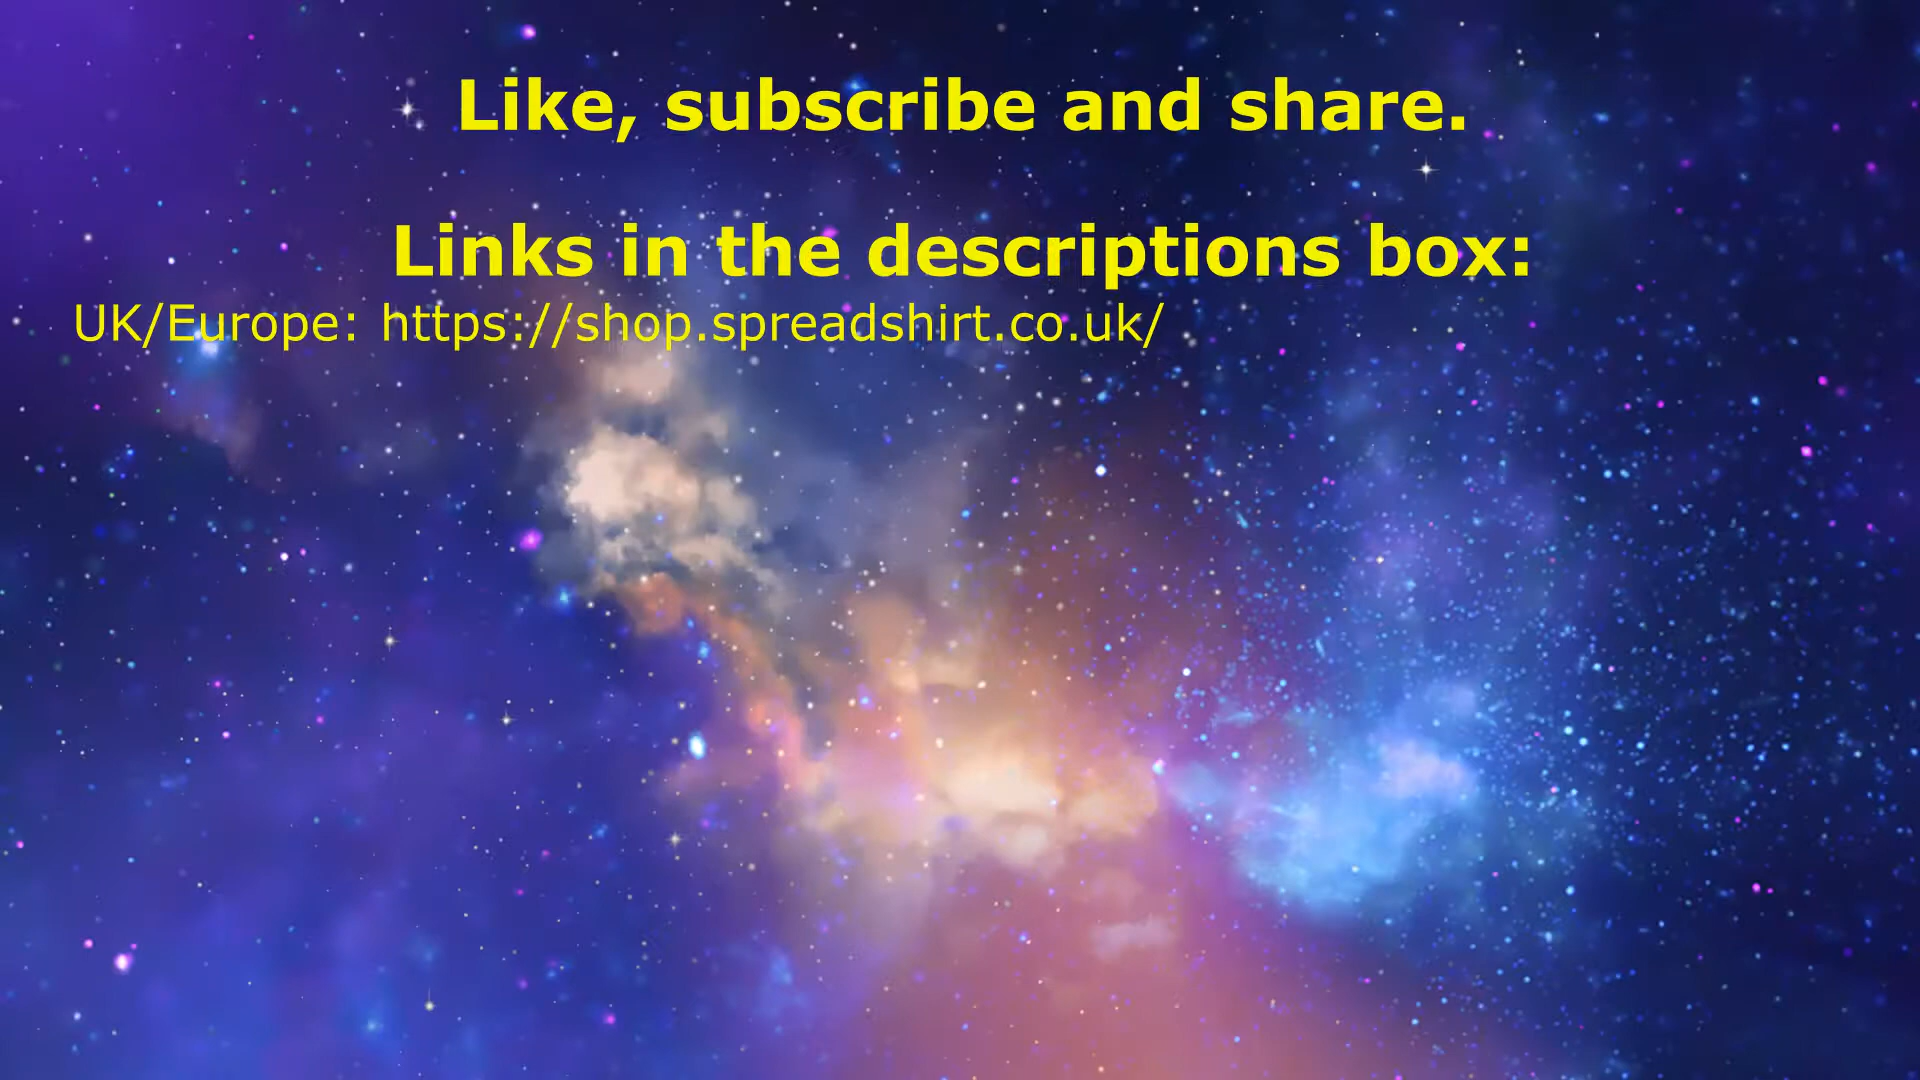 Like, subscribe and share.
Links in the descriptions box:
UK/Europe: https://shop.spreadshirt.co.uk/